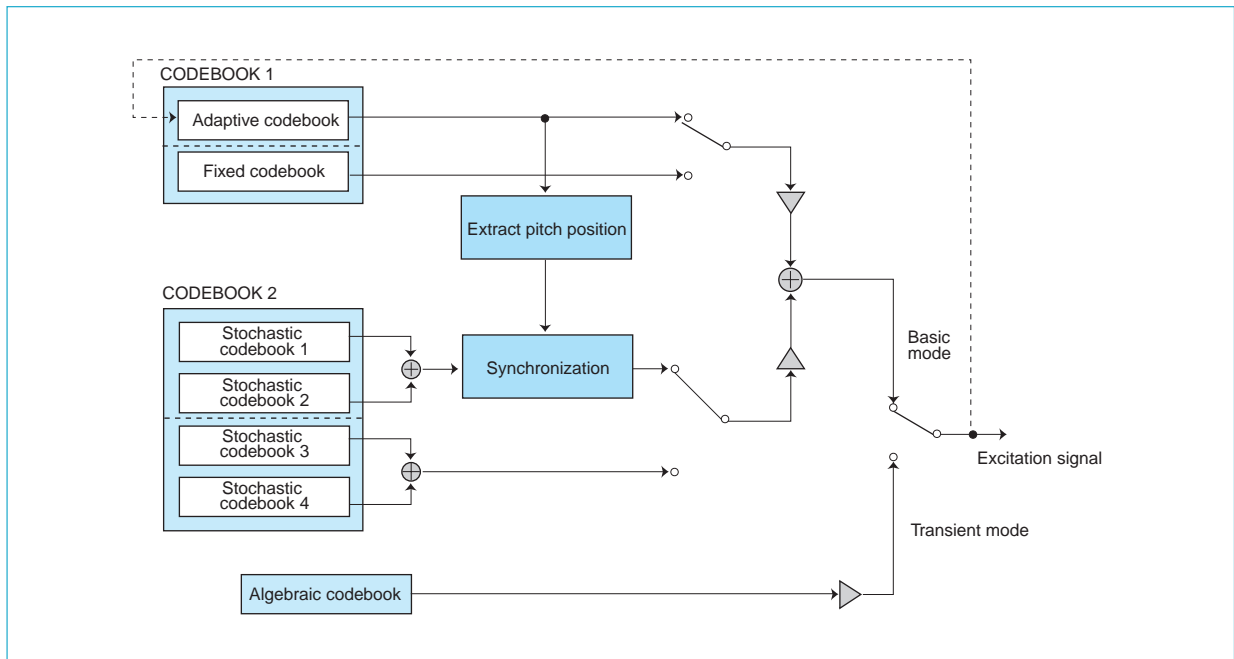 CODEBOOK 1
Adaptive codebook
Fixed codebook
Extract pitch position
CODEBOOK 2
Stochastic
codebook 1
Stochastic
codebook 2
Synchronization
Basic
mode
Stochastic
codebook 3
Stochastic
codebook 4
Excitation signal
Transient mode
Algebraic codebook